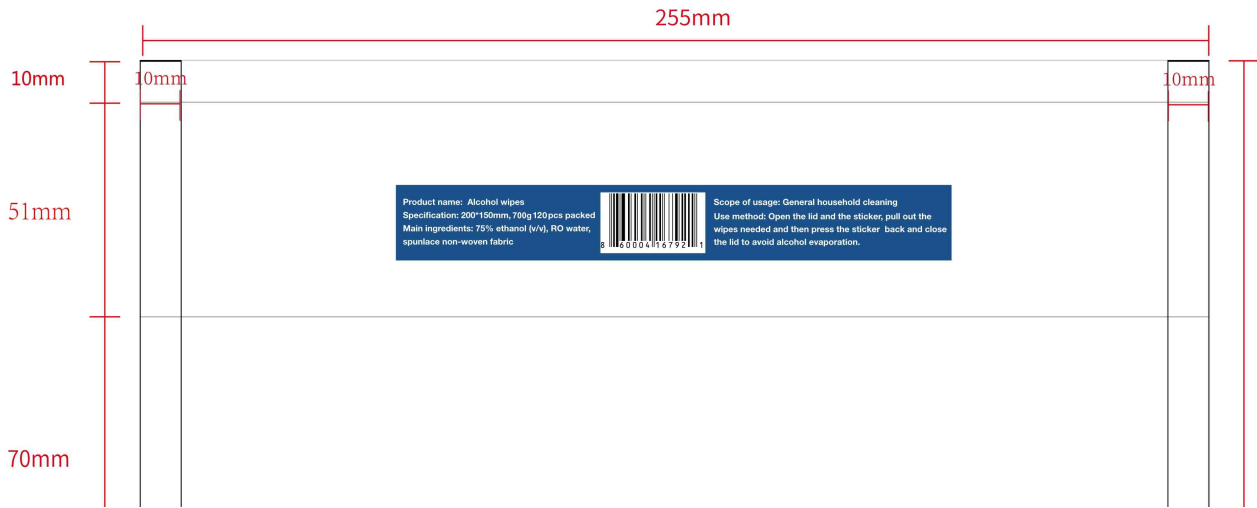 255mm
10mm
10mm
10mm
51mm
Product name: Alcohol wipes
Specification: 200*150mm, 700g 120pcs packed
Main ingredients: 75% ethanol (v/v), RO water,
spunlace non-woven fabric
8 60004 16792 1
Scope of usage: General household cleaning
Use method: Open the lid and the sticker, pull out the
wipes needed and then press the sticker back and close
the lid to avoid alcohol evaporation.
70mm